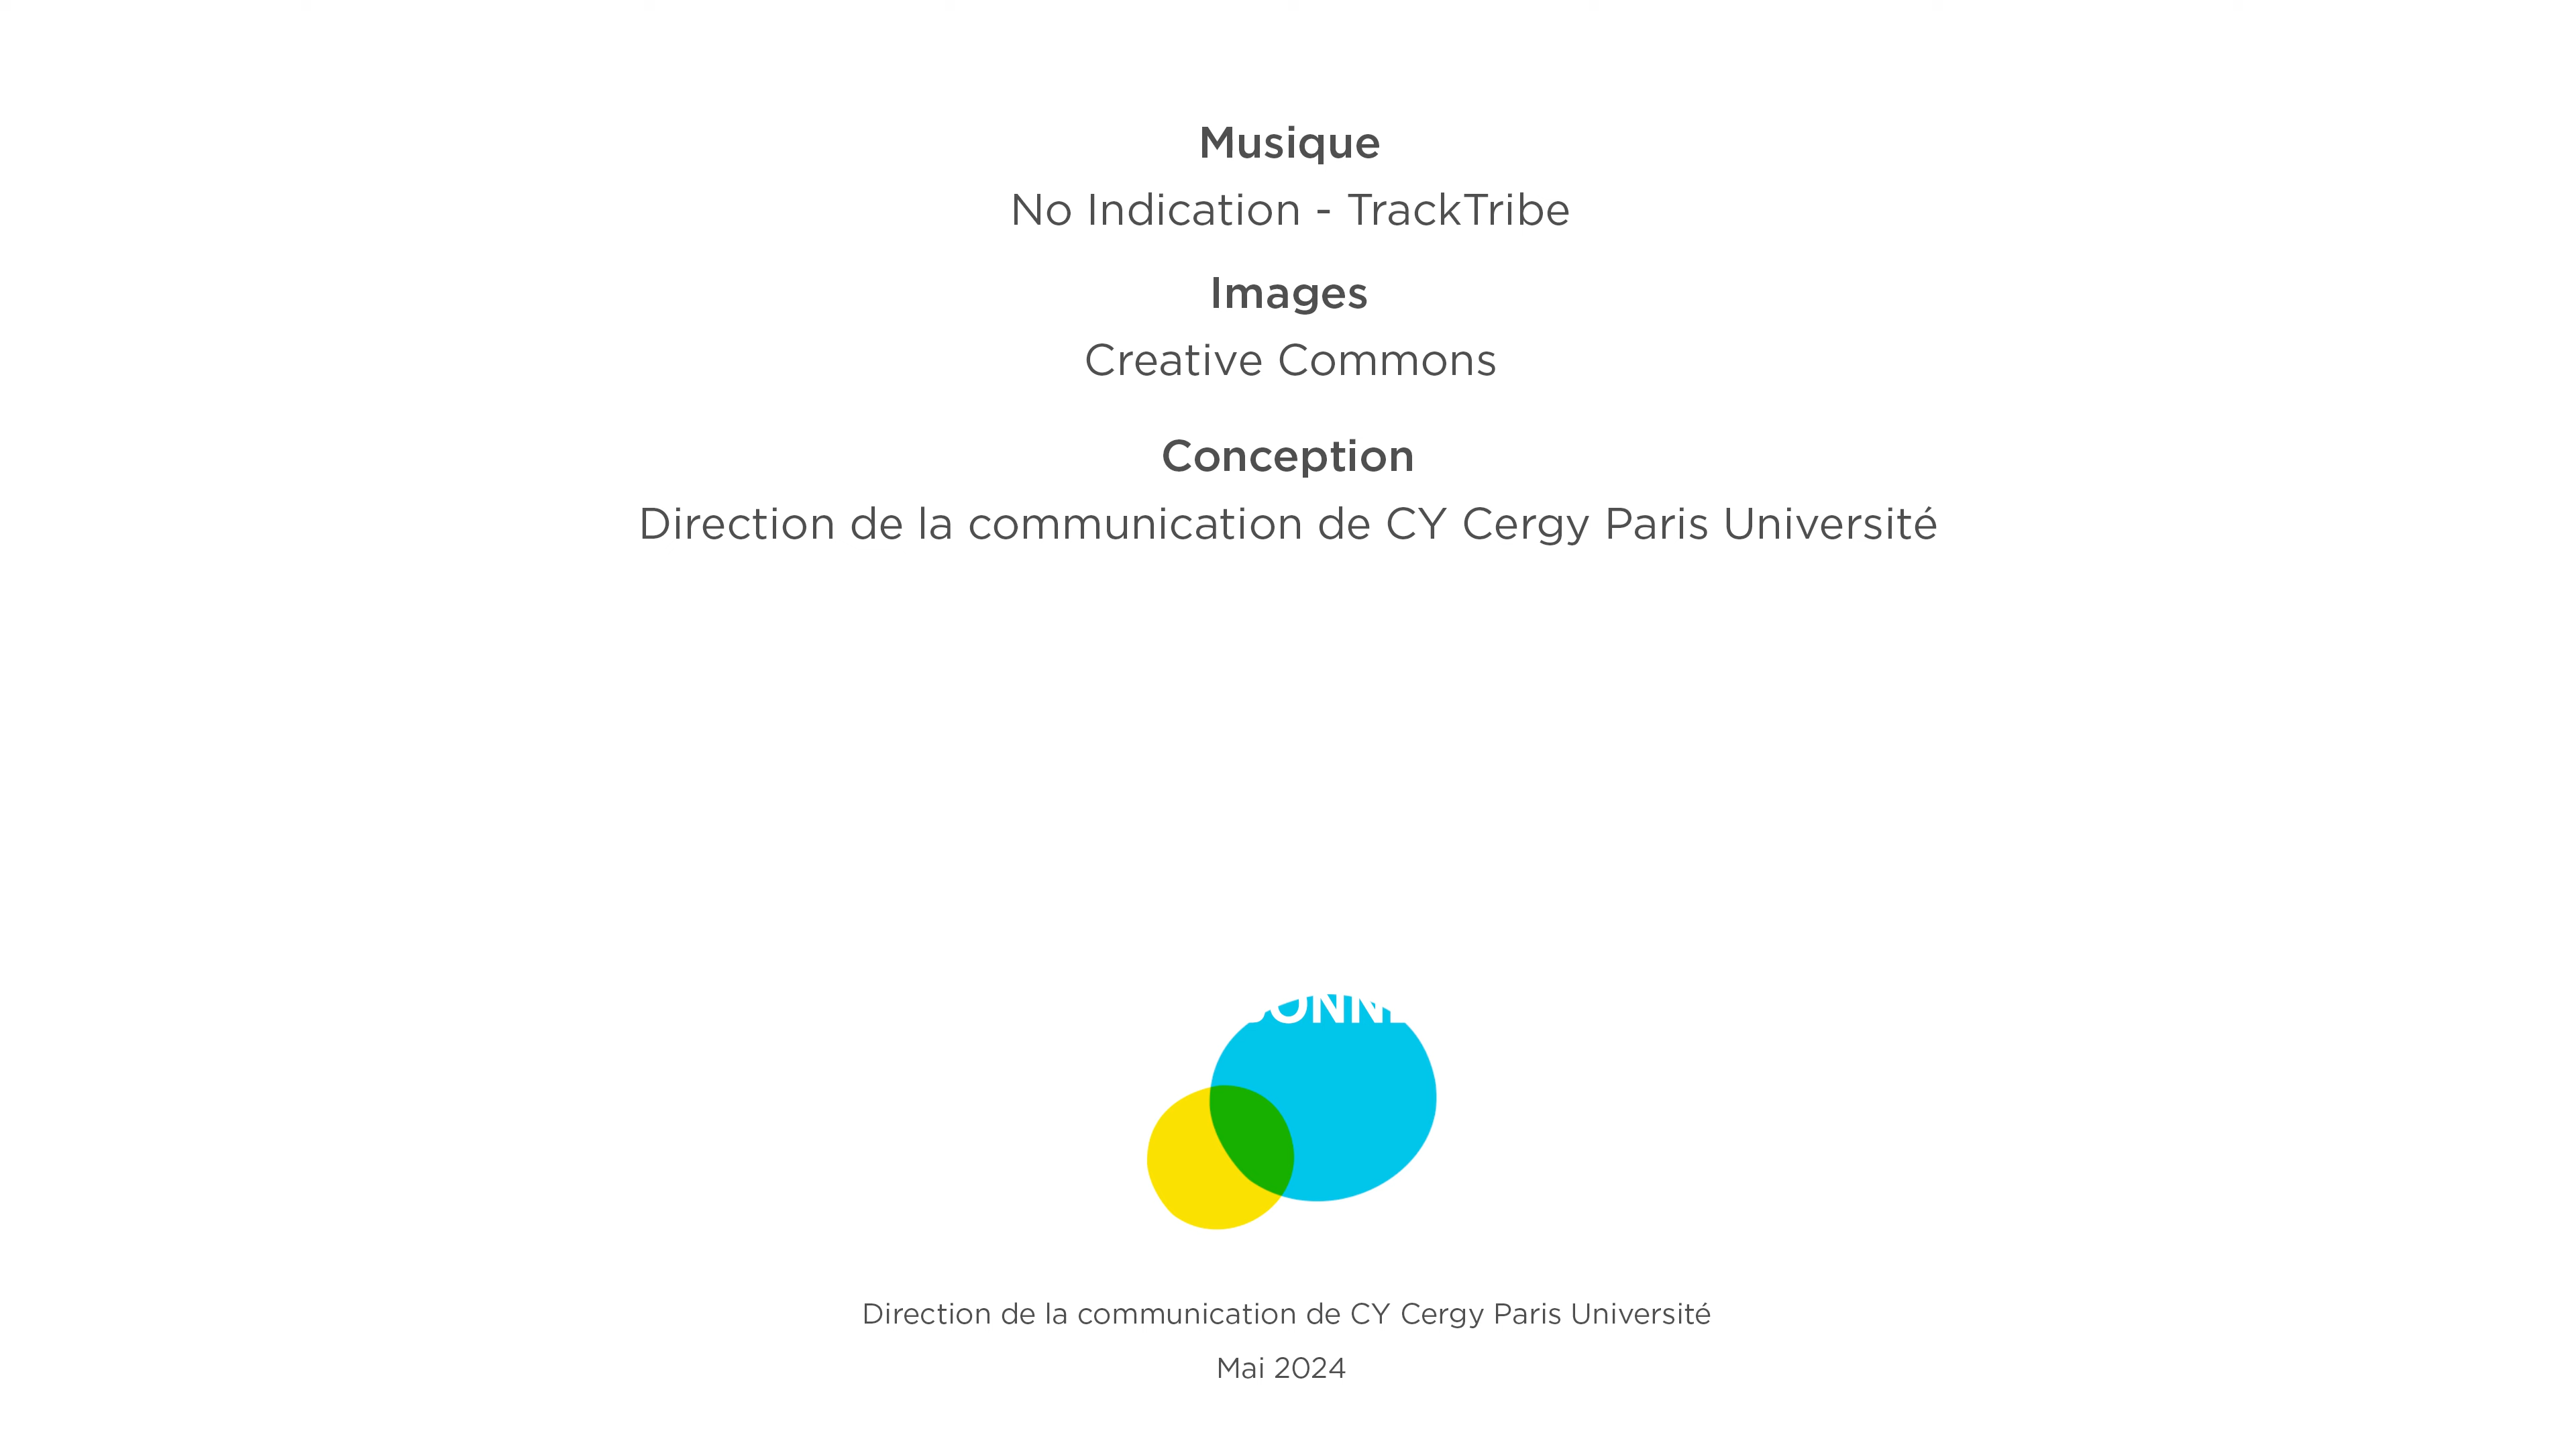 Musique
No Indication - TrackTribe
Images
Creative Commons
Conception
Direction de la communication de CY Cergy Paris Université
Direction de la communication de CY Cergy Paris Université
Mai 2024